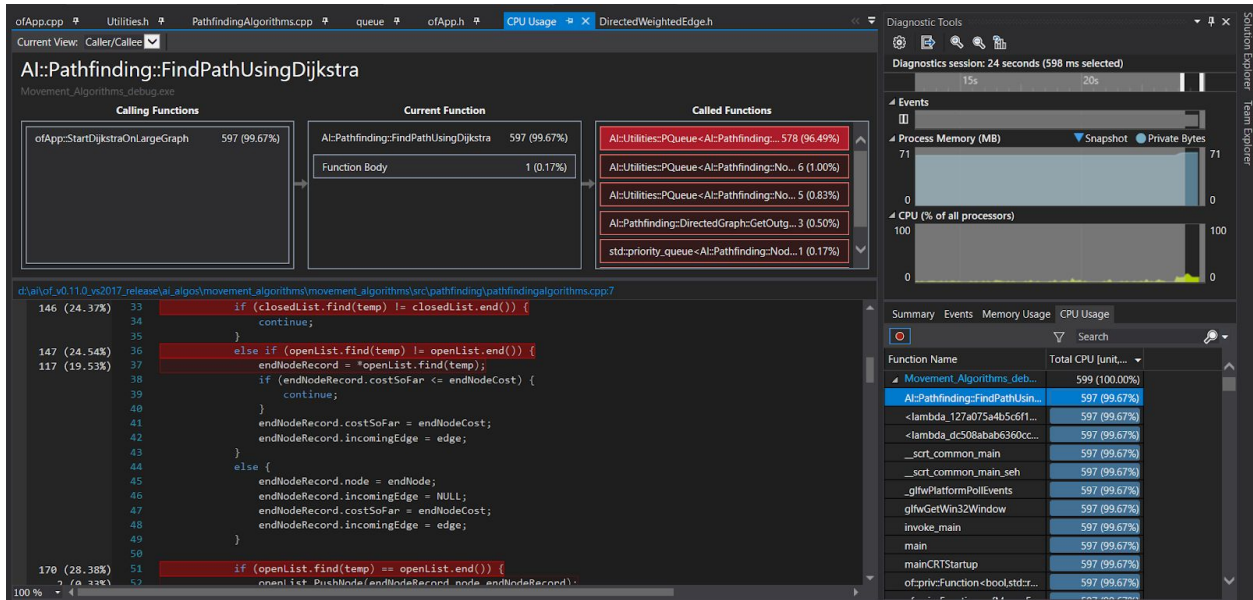 ofApp.cpp Utilities.h PathfindingAlgorithms.cpp queue ofApp.h CPU Usage DirectedWeightedEdge.h
Current View: Caller/Callee
AI::Pathfinding::FindPathUsingDijkstra
Movement_Algorithms_debug.exe
Calling Functions Current Function Called Functions
ofApp::StartDijkstraOnLargeGraph 597 (99.67%)
AI::Pathfinding::FindPathUsingDijkstra 597 (99.67%)
Function Body 1 (0.17%)
AI::Utilities::PQueue<AI::Pathfinding:... 578 (96.49%)
AI::Utilities::PQueue<AI::Pathfinding::No... 6 (1.00%)
AI::Utilities::PQueue<AI::Pathfinding::No... 5 (0.83%)
AI::Pathfinding::DirectedGraph::GetOutg... 3 (0.50%)
std::priority_queue<AI::Pathfinding::Nod... 1 (0.17%)
d:\ai\of_v0.11.0_vs2017_release\ai_algos\movement_algorithms\movement_algorithms\src\pathfinding\pathfindingalgorithms.cpp:7
146 (24.37%) 33 if (closedList.find(temp) != closedList.end()) {
34 continue;
35 }
147 (24.54%) 36 else if (openList.find(temp) != openList.end()) {
117 (19.53%) 37 endNodeRecord = *openList.find(temp);
38 if (endNodeRecord.costSoFar <= endNodeCost) {
39 continue;
40 }
41 endNodeRecord.costSoFar = endNodeCost;
42 endNodeRecord.incomingEdge = edge;
43 }
44 else {
45 endNodeRecord.node = endNode;
46 endNodeRecord.incomingEdge = NULL;
47 endNodeRecord.costSoFar = endNodeCost;
48 endNodeRecord.incomingEdge = edge;
49 }
50
170 (28.38%) 51 if (openList.find(temp) == openList.end()) {
2 (0.33%) 52 openList.PushNode(endNodeRecord.node, endNodeRecord);
100 %
Diagnostic Tools
Diagnostics session: 24 seconds (598 ms selected)
15s 20s
Events
Process Memory (MB) Snapshot Private Bytes
71 71
0 0
CPU (% of all processors)
100 100
0 0
Summary Events Memory Usage CPU Usage
Search
Function Name Total CPU [unit,...
Movement_Algorithms_deb... 599 (100.00%)
AI::Pathfinding::FindPathUsin... 597 (99.67%)
<lambda_127a075a4b5c6f1... 597 (99.67%)
<lambda_dc508abab6360cc... 597 (99.67%)
__scrt_common_main 597 (99.67%)
__scrt_common_main_seh 597 (99.67%)
_glfwPlatformPollEvents 597 (99.67%)
glfwGetWin32Window 597 (99.67%)
invoke_main 597 (99.67%)
main 597 (99.67%)
mainCRTStartup 597 (99.67%)
of::priv::Function<bool,std::r... 597 (99.67%)
Solution Explorer
Team Explorer